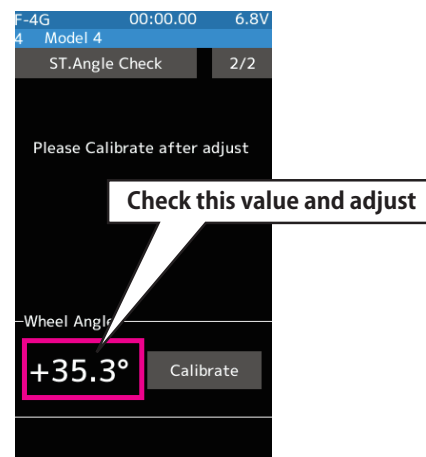 F-4G 00:00.00 6.8V
4 Model 4
ST.Angle Check 2/2
Please Calibrate after adjust
Check this value and adjust
Wheel Angle
+35.3° Calibrate